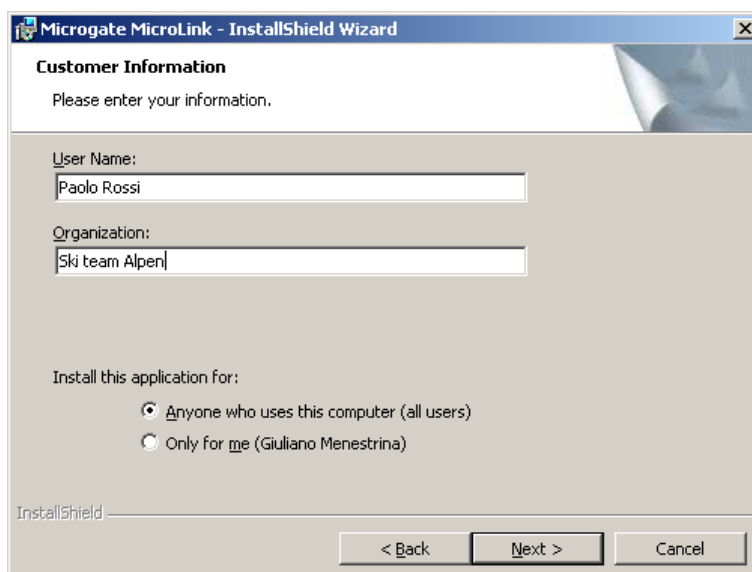 Microgate MicroLink - InstallShield Wizard
Customer Information
Please enter your information.
User Name:
Paolo Rossi
Organization:
Ski team Alpen
Install this application for:
Anyone who uses this computer (all users)
Only for me (Giuliano Menestrina)
InstallShield
< Back Next > Cancel